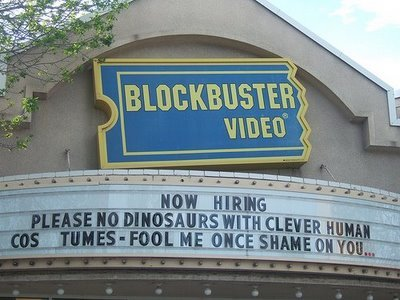 BLOCKBUSTER
VIDEO®
NOW HIRING
PLEASE NO DINOSAURS WITH CLEVER HUMAN
COS TUMES - FOOL ME ONCE SHAME ON YOU...